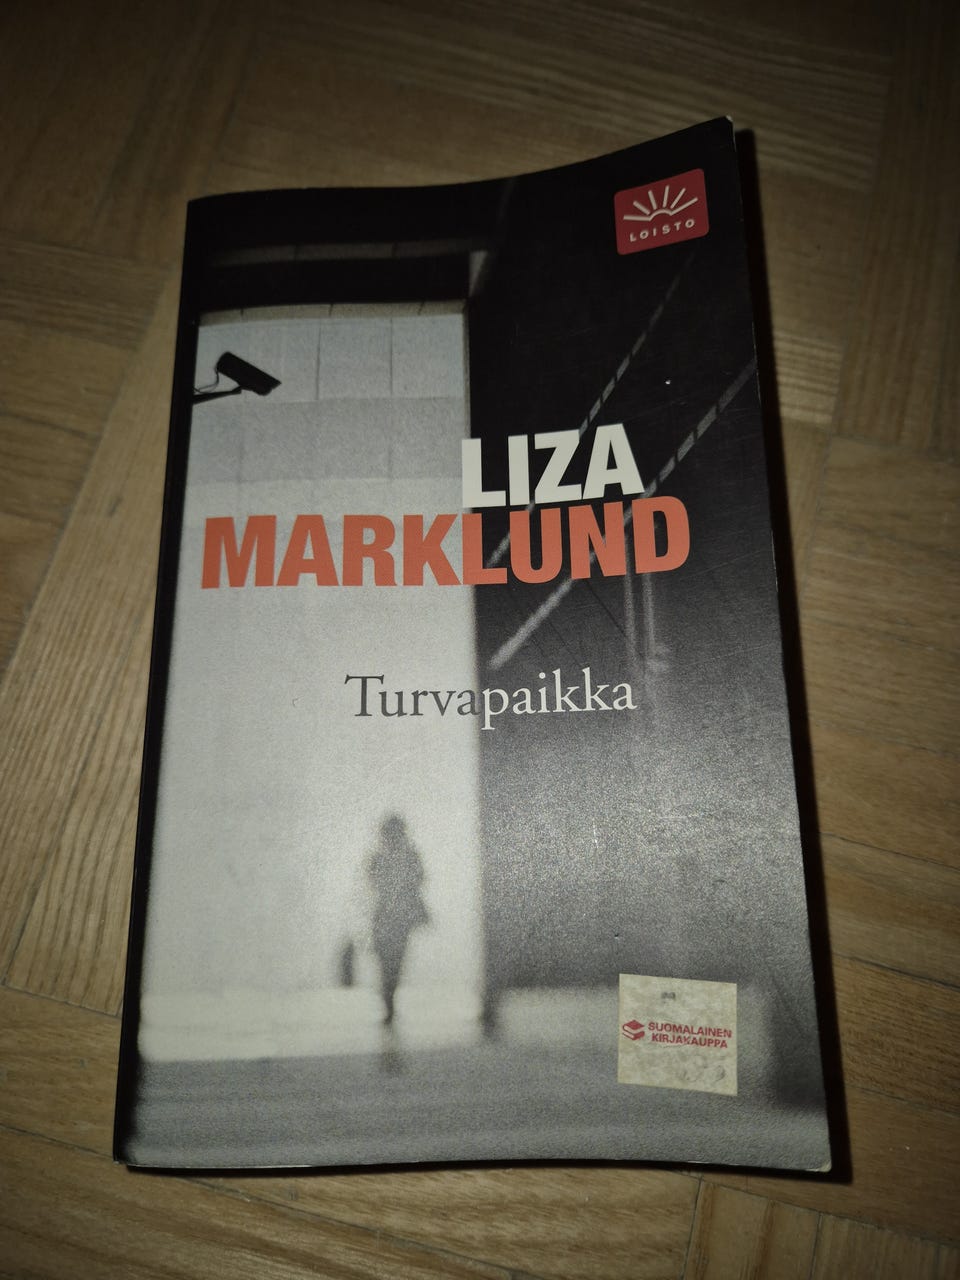 LOISTO
LIZA
MARKLUND
Turvapaikka
SUOMALAINEN
KIRJAKAUPPA